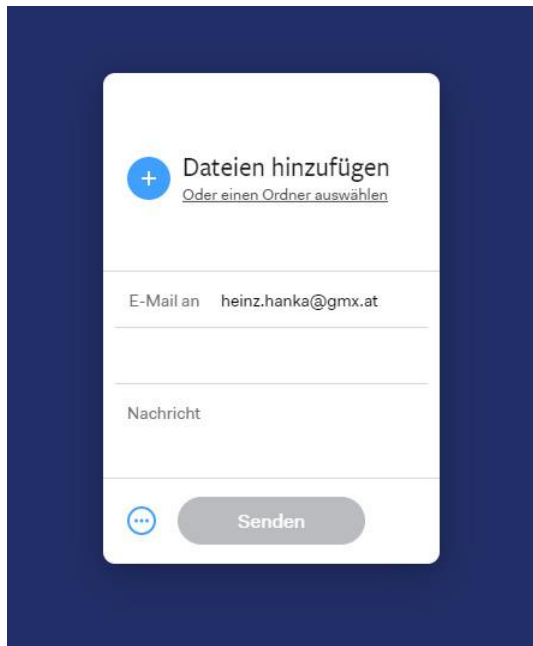 Dateien hinzufügen
Oder einen Ordner auswählen
E-Mail an heinz.hanka@gmx.at
Nachricht
Senden